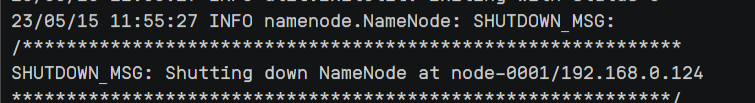 23/05/15 11:55:27 INFO namenode.NameNode: SHUTDOWN_MSG:
/************************************************************
SHUTDOWN_MSG: Shutting down NameNode at node-0001/192.168.0.124
************************************************************/